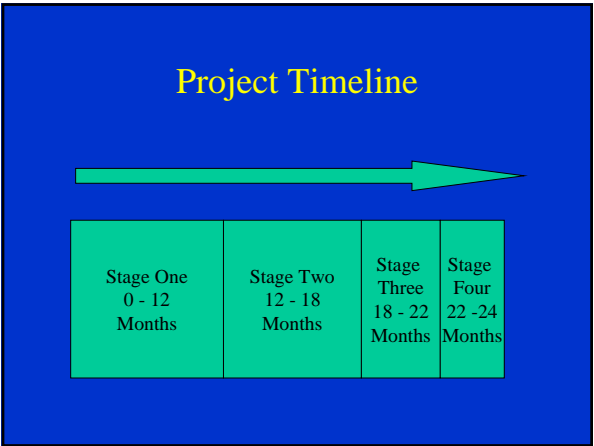 Project Timeline
Stage One
0 - 12
Months
Stage Two
12 - 18
Months
Stage
Three
18 - 22
Months
Stage
Four
22 -24
Months